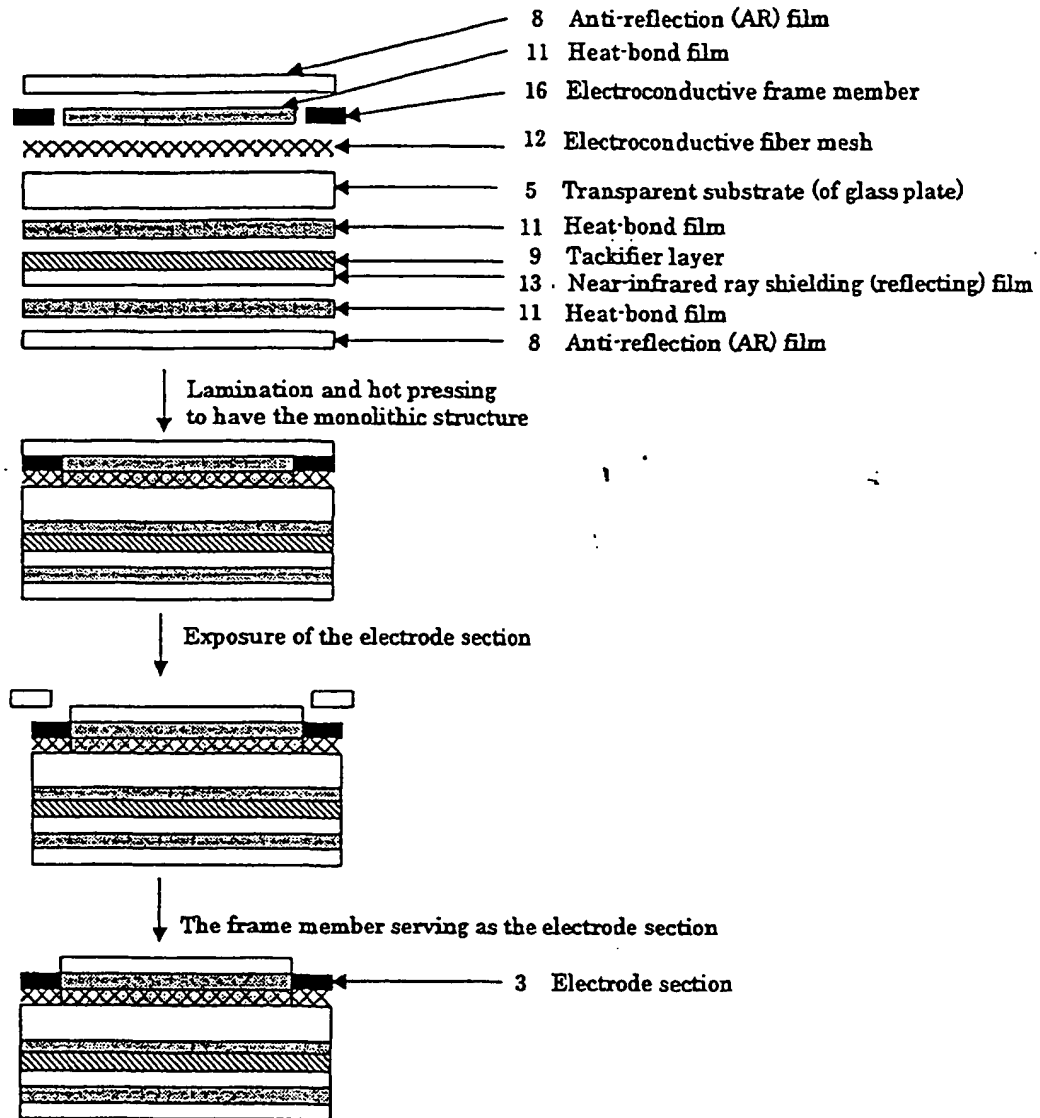 8 Anti-reflection (AR) film
11 Heat-bond film
16 Electroconductive frame member
12 Electroconductive fiber mesh
5 Transparent substrate (of glass plate)
11 Heat-bond film
9 Tackifier layer
13 Near-infrared ray shielding (reflecting) film
11 Heat-bond film
8 Anti-reflection (AR) film
Lamination and hot pressing
to have the monolithic structure
Exposure of the electrode section
The frame member serving as the electrode section
3 Electrode section